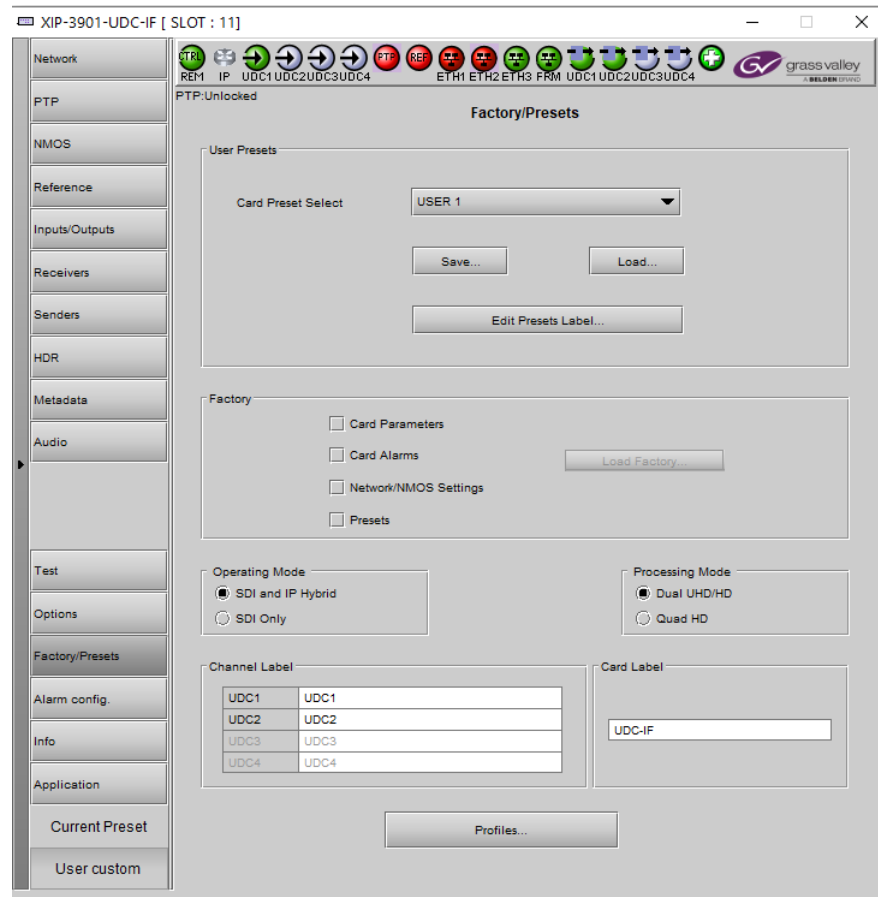 XIP-3901-UDC-IF [ SLOT : 11]
CTRL PTP REF
REM IP UDC1 UDC2 UDC3 UDC4 ETH1 ETH2 ETH3 FRM UDC1 UDC2 UDC3 UDC4
GV grass valley
A BELDEN BRAND
PTP:Unlocked
Network
PTP
NMOS
Reference
Inputs/Outputs
Receivers
Senders
HDR
Metadata
Audio
Test
Options
Factory/Presets
Alarm config.
Info
Application
Current Preset
User custom
Factory/Presets
User Presets
Card Preset Select USER 1
Save... Load...
Edit Presets Label...
Factory
Card Parameters
Card Alarms
Load Factory...
Network/NMOS Settings
Presets
Operating Mode
SDI and IP Hybrid
SDI Only
Processing Mode
Dual UHD/HD
Quad HD
Channel Label
UDC1 UDC1
UDC2 UDC2
UDC3 UDC3
UDC4 UDC4
Card Label
UDC-IF
Profiles...